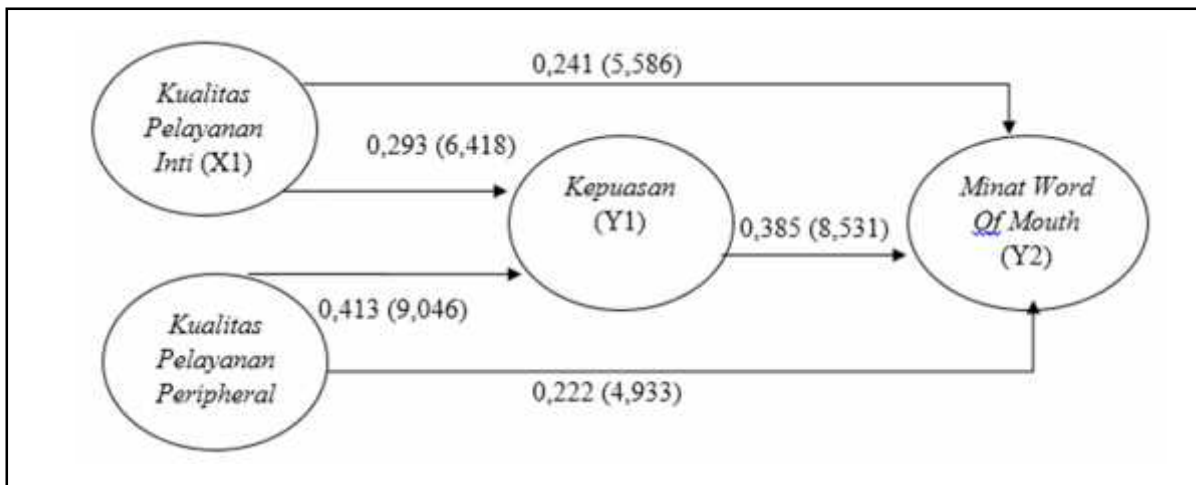 0,241 (5,586)
Kualitas
Pelayanan
Inti (X1)
0,293 (6,418)
Kepuasan
(Y1)
Minat Word
Of Mouth
(Y2)
0,385 (8,531)
0,413 (9,046)
Kualitas
Pelayanan
Peripheral
0,222 (4,933)